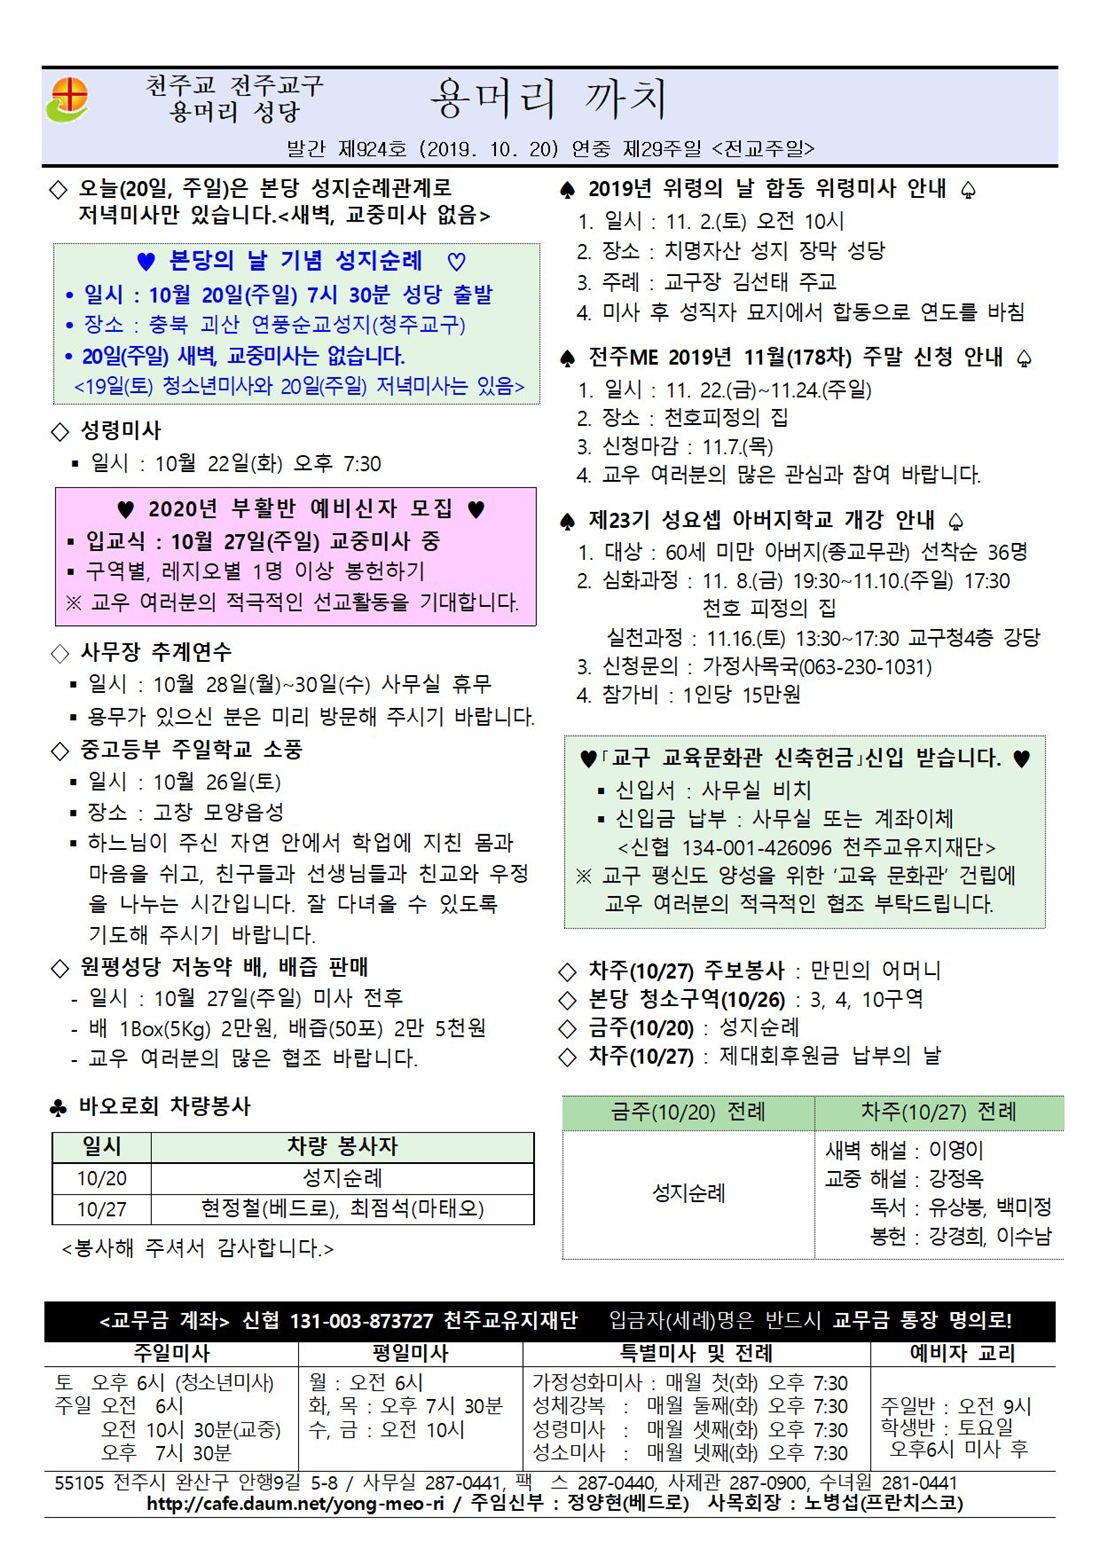 천주교 전주교구
용머리 성당
용머리 까치
발간 제924호 (2019. 10. 20) 연중 제29주일 <전교주일>
◇ 오늘(20일, 주일)은 본당 성지순례관계로
저녁미사만 있습니다.<새벽, 교중미사 없음>
♥ 본당의 날 기념 성지순례 ♡
• 일시 : 10월 20일(주일) 7시 30분 성당 출발
• 장소 : 충북 괴산 연풍순교성지(청주교구)
• 20일(주일) 새벽, 교중미사는 없습니다.
<19일(토) 청소년미사와 20일(주일) 저녁미사는 있음>
◇ 성령미사
▪ 일시 : 10월 22일(화) 오후 7:30
♥ 2020년 부활반 예비신자 모집 ♥
▪ 입교식 : 10월 27일(주일) 교중미사 중
▪ 구역별, 레지오별 1명 이상 봉헌하기
※ 교우 여러분의 적극적인 선교활동을 기대합니다.
◇ 사무장 추계연수
▪ 일시 : 10월 28일(월)~30일(수) 사무실 휴무
▪ 용무가 있으신 분은 미리 방문해 주시기 바랍니다.
◇ 중고등부 주일학교 소풍
▪ 일시 : 10월 26일(토)
▪ 장소 : 고창 모양읍성
▪ 하느님이 주신 자연 안에서 학업에 지친 몸과
마음을 쉬고, 친구들과 선생님들과 친교와 우정
을 나누는 시간입니다. 잘 다녀올 수 있도록
기도해 주시기 바랍니다.
◇ 원평성당 저농약 배, 배즙 판매
- 일시 : 10월 27일(주일) 미사 전후
- 배 1Box(5Kg) 2만원, 배즙(50포) 2만 5천원
- 교우 여러분의 많은 협조 바랍니다.
♣ 바오로회 차량봉사
일시 차량 봉사자
10/20 성지순례
10/27 현정철(베드로), 최점석(마태오)
<봉사해 주셔서 감사합니다.>
♠ 2019년 위령의 날 합동 위령미사 안내 ♤
1. 일시 : 11. 2.(토) 오전 10시
2. 장소 : 치명자산 성지 장막 성당
3. 주례 : 교구장 김선태 주교
4. 미사 후 성직자 묘지에서 합동으로 연도를 바침
♠ 전주ME 2019년 11월(178차) 주말 신청 안내 ♤
1. 일시 : 11. 22.(금)~11.24.(주일)
2. 장소 : 천호피정의 집
3. 신청마감 : 11.7.(목)
4. 교우 여러분의 많은 관심과 참여 바랍니다.
♠ 제23기 성요셉 아버지학교 개강 안내 ♤
1. 대상 : 60세 미만 아버지(종교무관) 선착순 36명
2. 심화과정 : 11. 8.(금) 19:30~11.10.(주일) 17:30
천호 피정의 집
실천과정 : 11.16.(토) 13:30~17:30 교구청4층 강당
3. 신청문의 : 가정사목국(063-230-1031)
4. 참가비 : 1인당 15만원
♥「교구 교육문화관 신축헌금」신입 받습니다. ♥
▪ 신입서 : 사무실 비치
▪ 신입금 납부 : 사무실 또는 계좌이체
<신협 134-001-426096 천주교유지재단>
※ 교구 평신도 양성을 위한 ‘교육 문화관’ 건립에
교우 여러분의 적극적인 협조 부탁드립니다.
◇ 차주(10/27) 주보봉사 : 만민의 어머니
◇ 본당 청소구역(10/26) : 3, 4, 10구역
◇ 금주(10/20) : 성지순례
◇ 차주(10/27) : 제대회후원금 납부의 날
금주(10/20) 전례 차주(10/27) 전례
성지순례
새벽 해설 : 이영이
교중 해설 : 강정옥
독서 : 유상봉, 백미정
봉헌 : 강경희, 이수남
<교무금 계좌> 신협 131-003-873727 천주교유지재단 입금자(세례)명은 반드시 교무금 통장 명의로!
주일미사 평일미사 특별미사 및 전례 예비자 교리
토 오후 6시 (청소년미사)
주일 오전 6시
오전 10시 30분(교중)
오후 7시 30분
월 : 오전 6시
화, 목 : 오후 7시 30분
수, 금 : 오전 10시
가정성화미사 : 매월 첫(화) 오후 7:30
성체강복 : 매월 둘째(화) 오후 7:30
성령미사 : 매월 셋째(화) 오후 7:30
성소미사 : 매월 넷째(화) 오후 7:30
주일반 : 오전 9시
학생반 : 토요일
오후6시 미사 후
55105 전주시 완산구 안행9길 5-8 / 사무실 287-0441, 팩 스 287-0440, 사제관 287-0900, 수녀원 281-0441
http://cafe.daum.net/yong-meo-ri / 주임신부 : 정양현(베드로) 사목회장 : 노병섭(프란치스코)